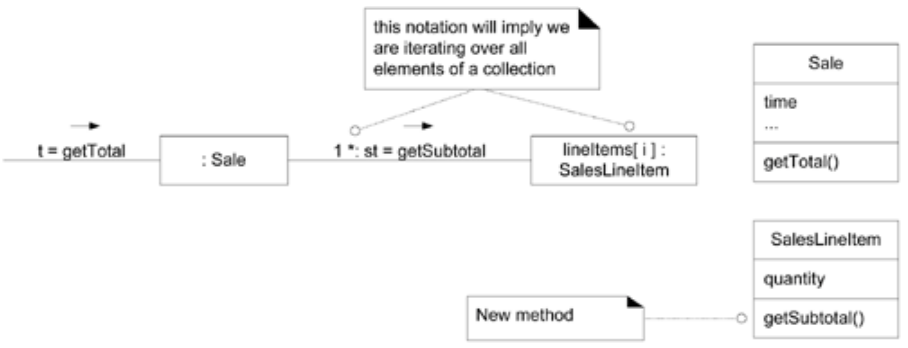 this notation will imply we
are iterating over all
elements of a collection
t = getTotal
: Sale
1 *: st = getSubtotal
lineItems[ i ] :
SalesLineItem
Sale
time
...
getTotal()
SalesLineItem
quantity
getSubtotal()
New method